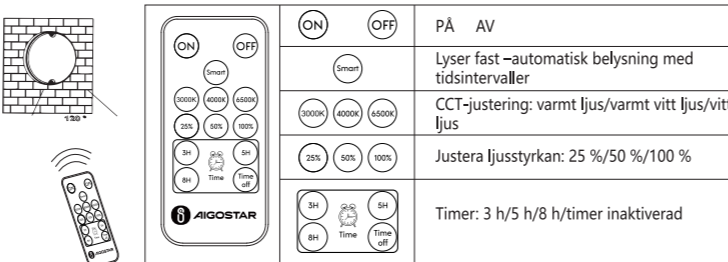 120 °
ON OFF
Smart
3000K 4000K 6500K
25% 50% 100%
3H 5H
8H Time Time off
AIGOSTAR
ON OFF PÅ AV
Smart Lyser fast –automatisk belysning med
tidsintervaller
3000K 4000K 6500K CCT-justering: varmt ljus/varmt vitt ljus/vitt
ljus
25% 50% 100% Justera ljusstyrkan: 25 %/50 %/100 %
3H 5H
8H Time Time off
Timer: 3 h/5 h/8 h/timer inaktiverad